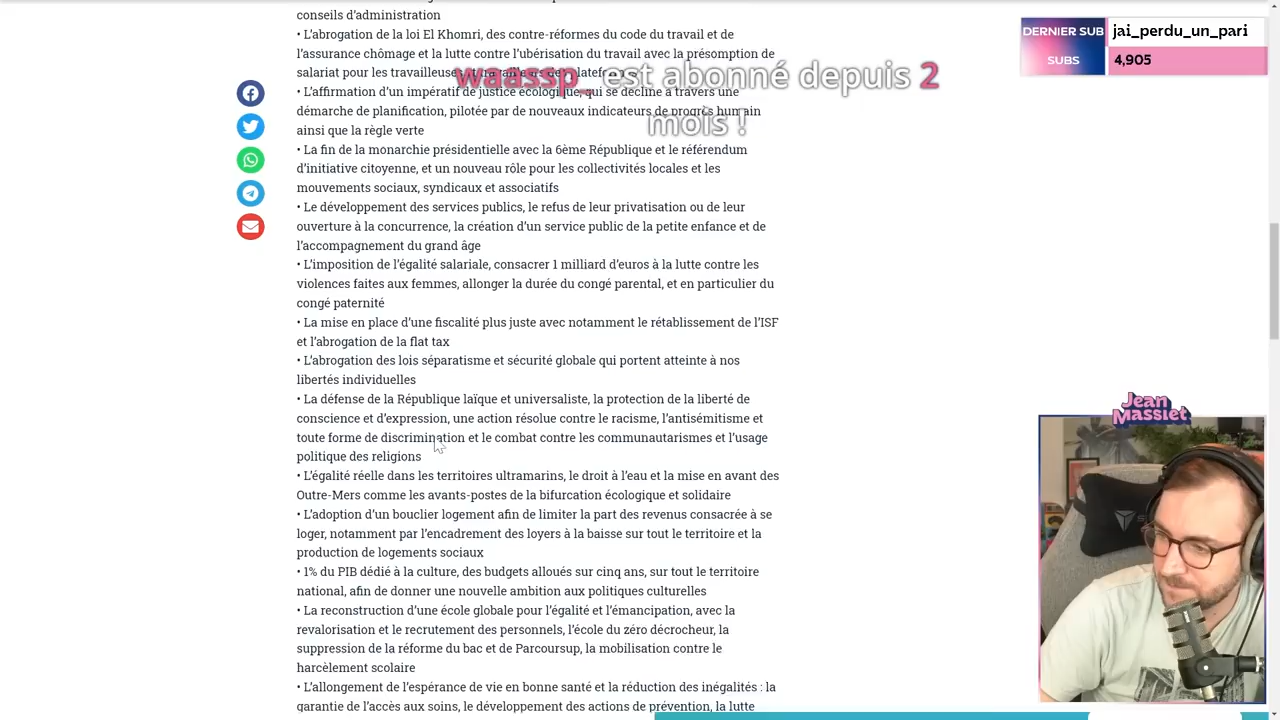 conseils d'administration
• L'abrogation de la loi El Khomri, des contre-réformes du code du travail et de
l'assurance chômage et la lutte contre l'ubérisation du travail avec la présomption de
salariat pour les travailleuses et travailleurs des plateformes
• L'affirmation d'un impératif de justice écologique, qui se décline à travers une
démarche de planification, pilotée par de nouveaux indicateurs de progrès humain
ainsi que la règle verte
• La fin de la monarchie présidentielle avec la 6ème République et le référendum
d'initiative citoyenne, et un nouveau rôle pour les collectivités locales et les
mouvements sociaux, syndicaux et associatifs
• Le développement des services publics, le refus de leur privatisation ou de leur
ouverture à la concurrence, la création d'un service public de la petite enfance et de
l'accompagnement du grand âge
• L'imposition de l'égalité salariale, consacrer 1 milliard d'euros à la lutte contre les
violences faites aux femmes, allonger la durée du congé parental, et en particulier du
congé paternité
• La mise en place d'une fiscalité plus juste avec notamment le rétablissement de l'ISF
et l'abrogation de la flat tax
• L'abrogation des lois séparatisme et sécurité globale qui portent atteinte à nos
libertés individuelles
• La défense de la République laïque et universaliste, la protection de la liberté de
conscience et d'expression, une action résolue contre le racisme, l'antisémitisme et
toute forme de discrimination et le combat contre les communautarismes et l'usage
politique des religions
• L'égalité réelle dans les territoires ultramarins, le droit à l'eau et la mise en avant des
Outre-Mers comme les avants-postes de la bifurcation écologique et solidaire
• L'adoption d'un bouclier logement afin de limiter la part des revenus consacrée à se
loger, notamment par l'encadrement des loyers à la baisse sur tout le territoire et la
production de logements sociaux
• 1% du PIB dédié à la culture, des budgets alloués sur cinq ans, sur tout le territoire
national, afin de donner une nouvelle ambition aux politiques culturelles
• La reconstruction d'une école globale pour l'égalité et l'émancipation, avec la
revalorisation et le recrutement des personnels, l'école du zéro décrocheur, la
suppression de la réforme du bac et de Parcoursup, la mobilisation contre le
harcèlement scolaire
• L'allongement de l'espérance de vie en bonne santé et la réduction des inégalités : la
garantie de l'accès aux soins, le développement des actions de prévention, la lutte
waassp_ est abonné depuis 2
mois !
DERNIER SUB jai_perdu_un_pari
SUBS 4,905
Jean
Massiet